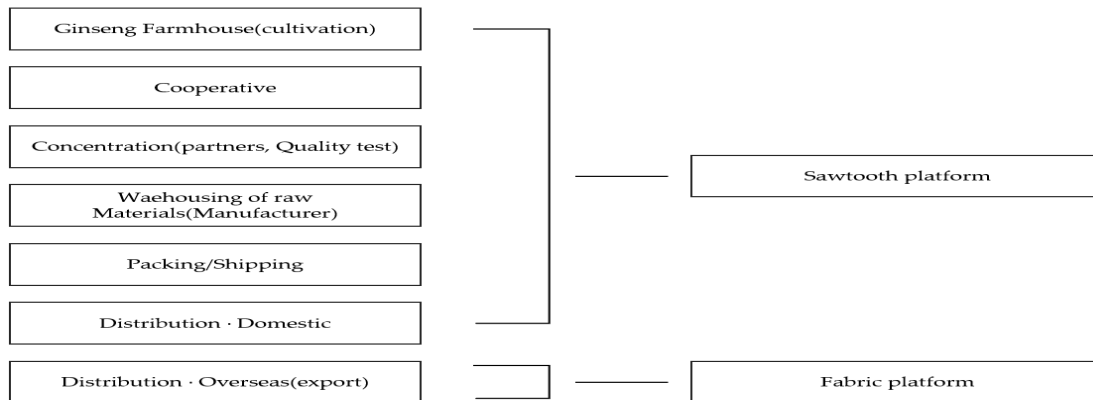 Ginseng Farmhouse(cultivation)
Cooperative
Concentration(partners, Quality test)
Waehousing of raw
Materials(Manufacturer)
Packing/Shipping
Distribution · Domestic
Distribution · Overseas(export)
Sawtooth platform
Fabric platform